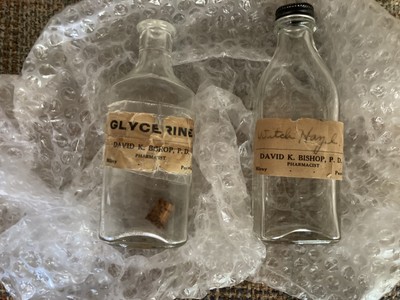 GLYCERINE
DAVID K. BISHOP, P. D.
PHARMACIST
Witch Hazel
DAVID K. BISHOP, P. D.
PHARMACIST